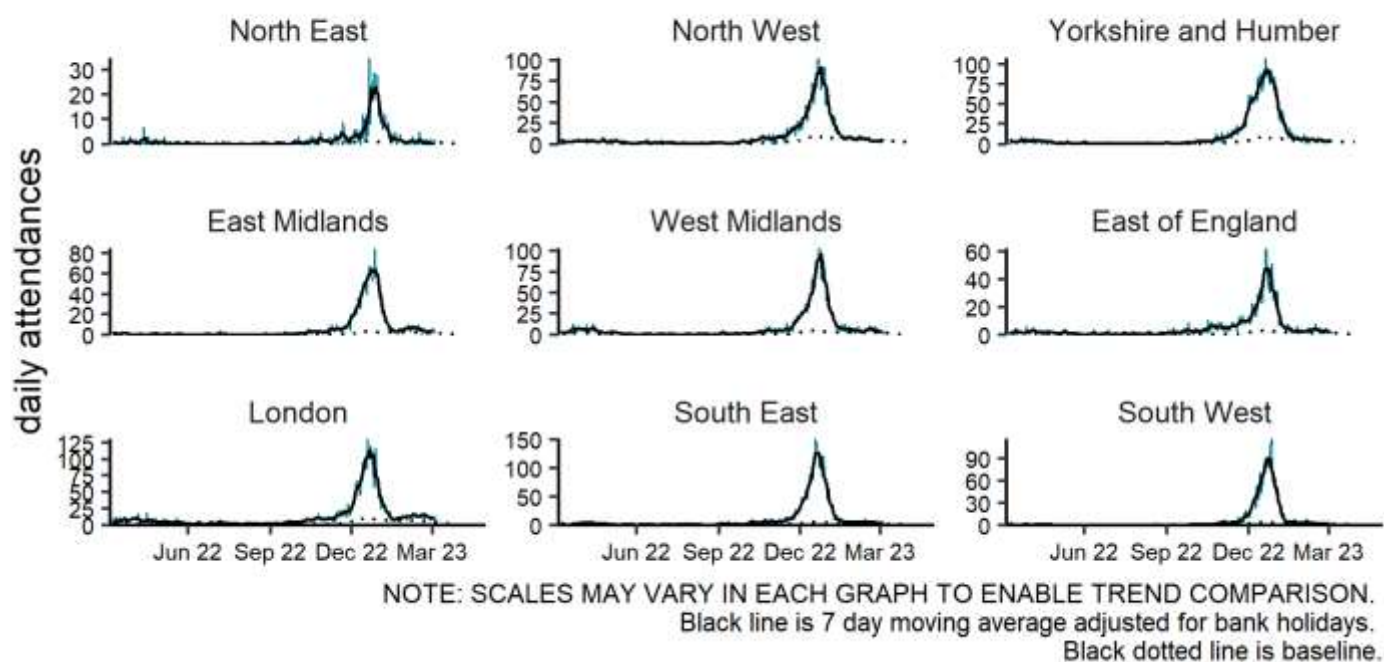 North East
North West
Yorkshire and Humber
30
20
10
0
100
75
50
25
0
100
75
50
25
0
daily attendances
East Midlands
West Midlands
East of England
80
60
40
20
0
100
75
50
25
0
60
40
20
0
London
South East
South West
125
100
75
50
25
0
150
100
50
0
90
60
30
0
Jun 22 Sep 22 Dec 22 Mar 23
Jun 22 Sep 22 Dec 22 Mar 23
Jun 22 Sep 22 Dec 22 Mar 23
NOTE: SCALES MAY VARY IN EACH GRAPH TO ENABLE TREND COMPARISON.
Black line is 7 day moving average adjusted for bank holidays.
Black dotted line is baseline.